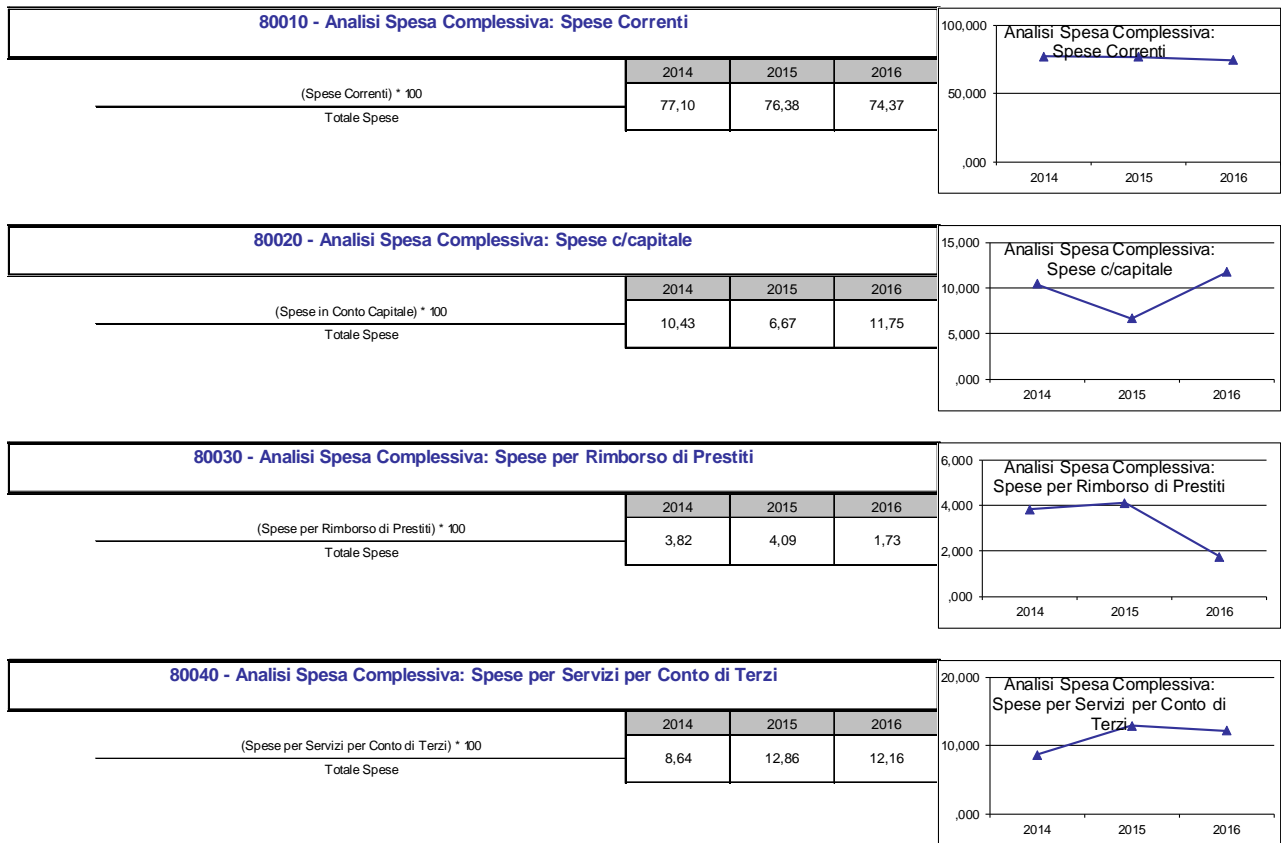 80010 - Analisi Spesa Complessiva: Spese Correnti
2014 2015 2016
(Spese Correnti) * 100
Totale Spese
77,10 76,38 74,37
Analisi Spesa Complessiva:
Spese Correnti
100,000
50,000
,000
2014 2015 2016
80020 - Analisi Spesa Complessiva: Spese c/capitale
2014 2015 2016
(Spese in Conto Capitale) * 100
Totale Spese
10,43 6,67 11,75
Analisi Spesa Complessiva:
Spese c/capitale
15,000
10,000
5,000
,000
2014 2015 2016
80030 - Analisi Spesa Complessiva: Spese per Rimborso di Prestiti
2014 2015 2016
(Spese per Rimborso di Prestiti) * 100
Totale Spese
3,82 4,09 1,73
Analisi Spesa Complessiva:
Spese per Rimborso di Prestiti
6,000
4,000
2,000
,000
2014 2015 2016
80040 - Analisi Spesa Complessiva: Spese per Servizi per Conto di Terzi
2014 2015 2016
(Spese per Servizi per Conto di Terzi) * 100
Totale Spese
8,64 12,86 12,16
Analisi Spesa Complessiva:
Spese per Servizi per Conto di
Terzi
20,000
10,000
,000
2014 2015 2016